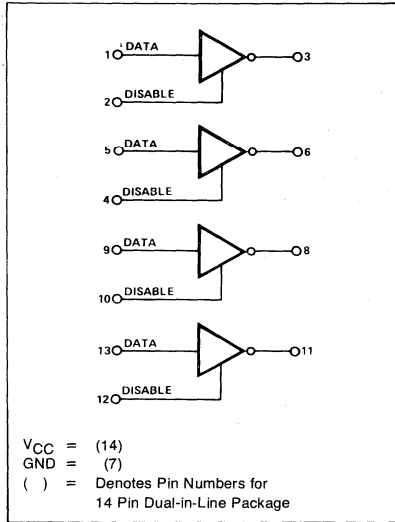 DATA
1 3
DISABLE
2
DATA
5 6
DISABLE
4
DATA
9 8
DISABLE
10
DATA
13 11
DISABLE
12
VCC = (14)
GND = (7)
( ) = Denotes Pin Numbers for
14 Pin Dual-in-Line Package